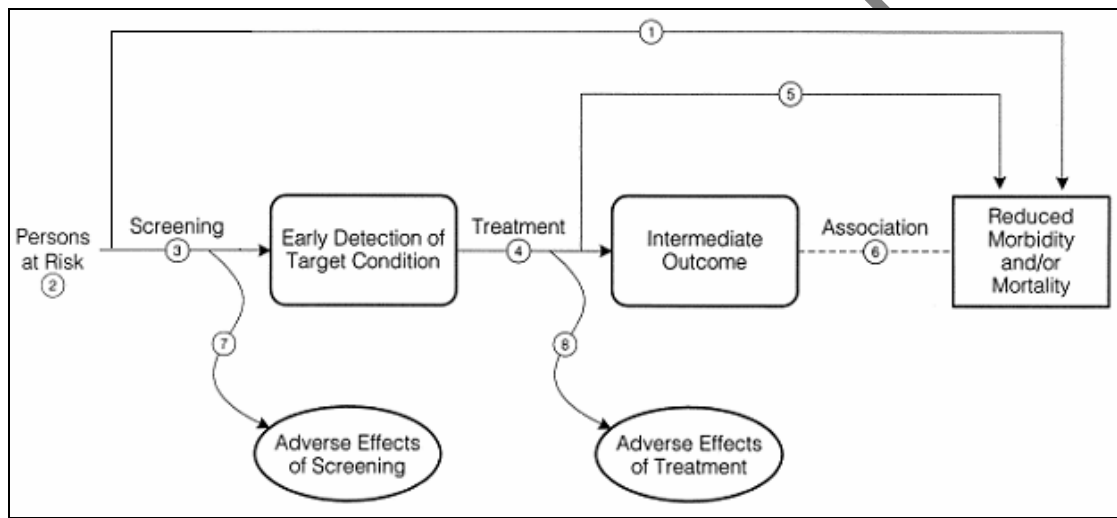 1
5
Screening
3
Persons
at Risk
2
Early Detection of
Target Condition
Treatment
4
Intermediate
Outcome
Association
6
Reduced
Morbidity
and/or
Mortality
7
8
Adverse Effects
of Screening
Adverse Effects
of Treatment